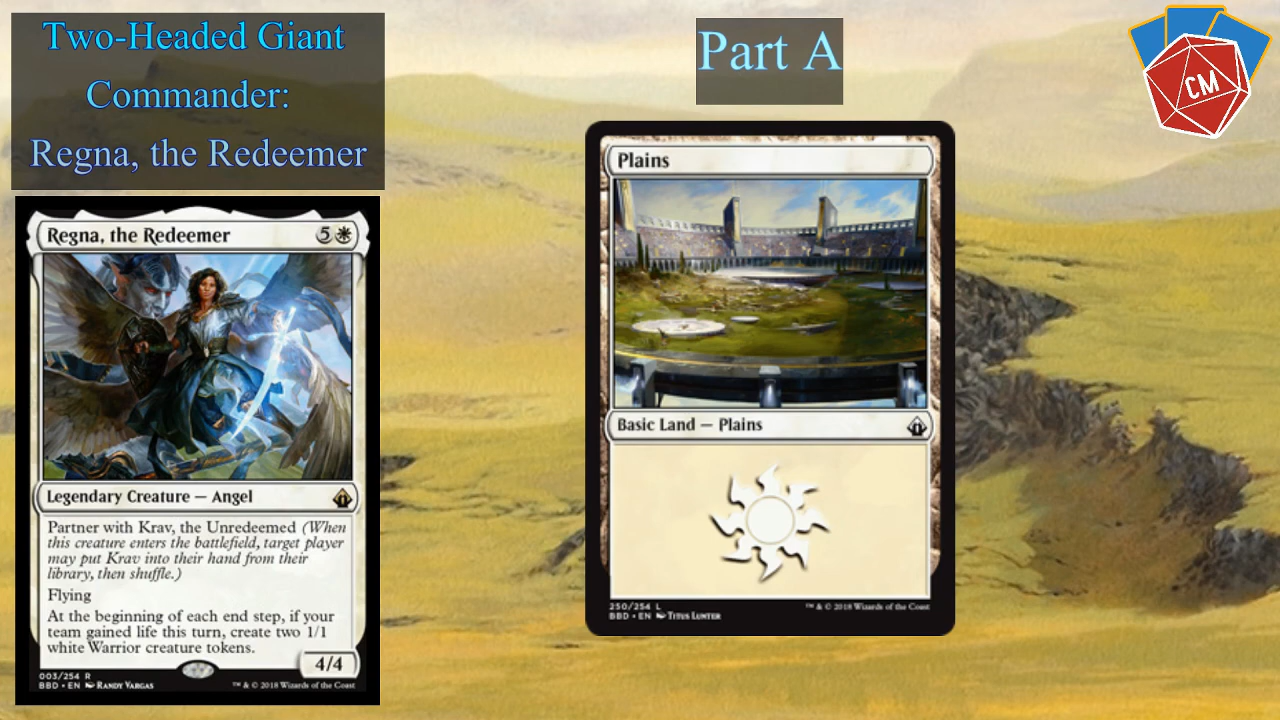 Two-Headed Giant
Commander:
Regna, the Redeemer
Part A
CM
Regna, the Redeemer 5
Legendary Creature — Angel
Partner with Krav, the Unredeemed (When
this creature enters the battlefield, target player
may put Krav into their hand from their
library, then shuffle.)
Flying
At the beginning of each end step, if your
team gained life this turn, create two 1/1
white Warrior creature tokens.
4/4
003/254 R
BBD • EN RANDY VARGAS
™ & © 2018 Wizards of the Coast
Plains
Basic Land — Plains
250/254 L
BBD • EN TITUS LUNTER
™ & © 2018 Wizards of the Coast